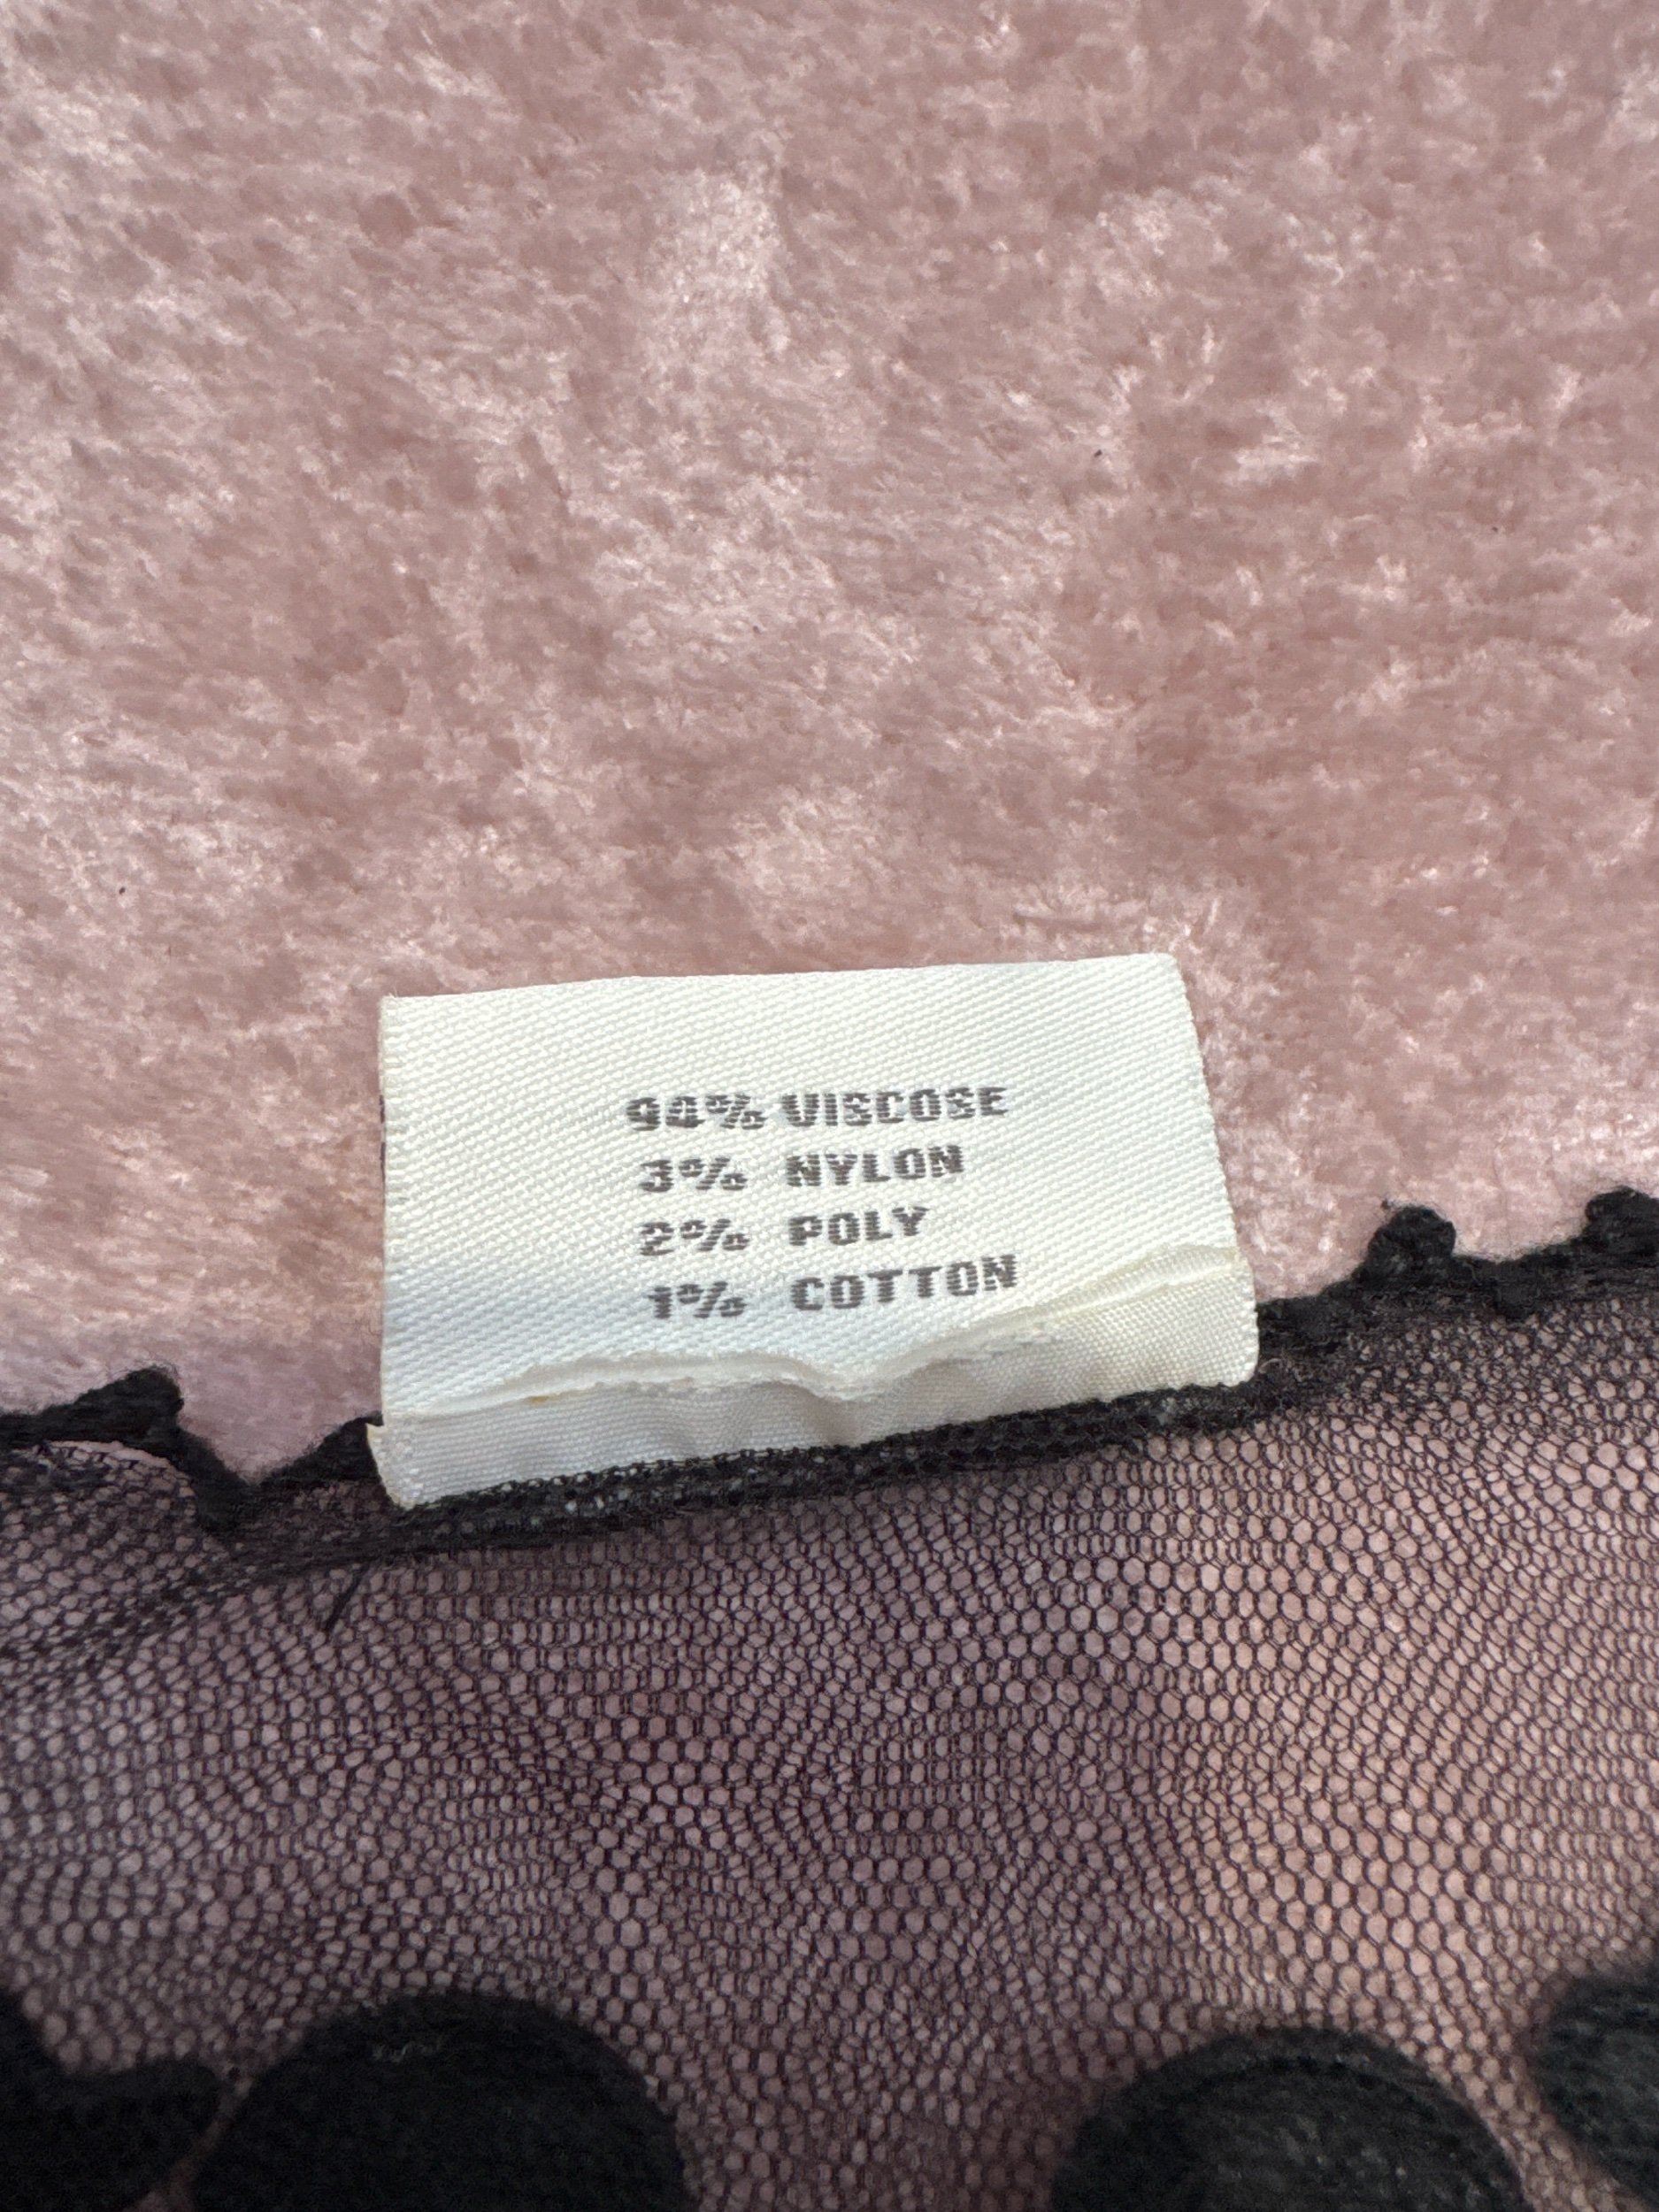 94% VISCOSE
3% NYLON
2% POLY
1% COTTON